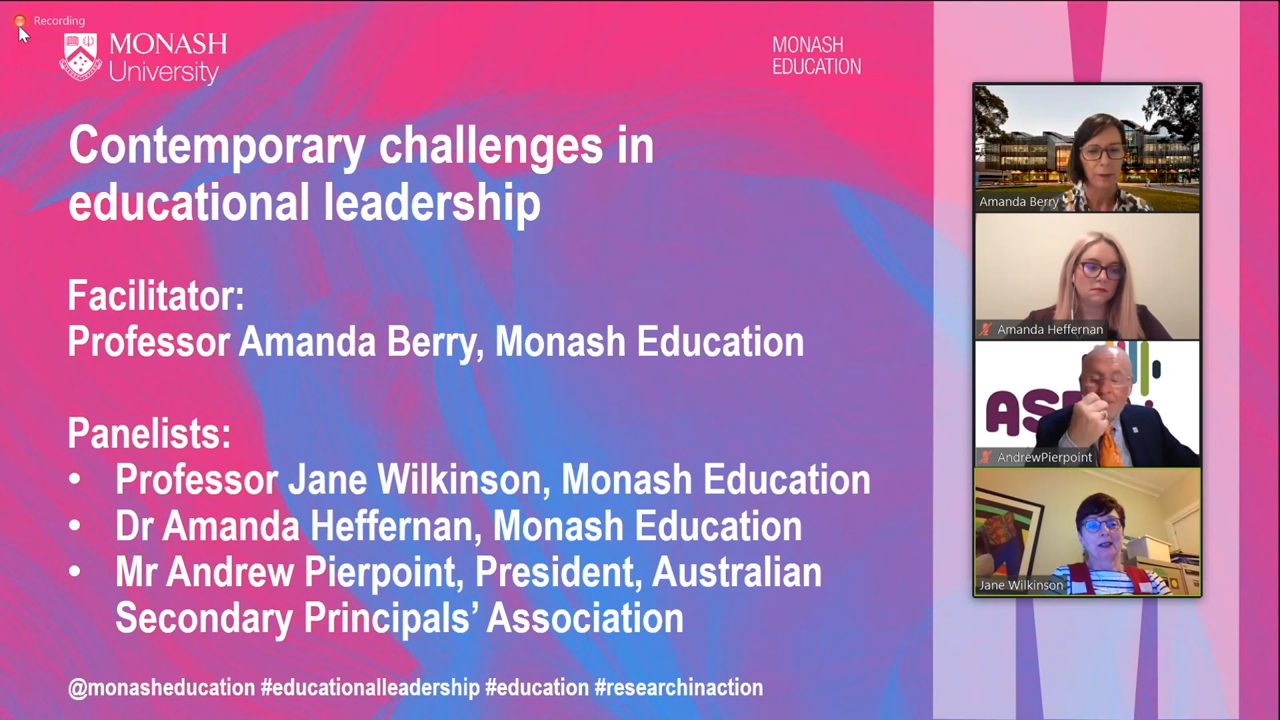 Recording
MONASH
University
MONASH
EDUCATION
Contemporary challenges in
educational leadership
Facilitator:
Professor Amanda Berry, Monash Education
Panelists:
• Professor Jane Wilkinson, Monash Education
• Dr Amanda Heffernan, Monash Education
• Mr Andrew Pierpoint, President, Australian
Secondary Principals’ Association
@monasheducation #educationalleadership #education #researchinaction
Amanda Berry
Amanda Heffernan
AndrewPierpoint
Jane Wilkinson